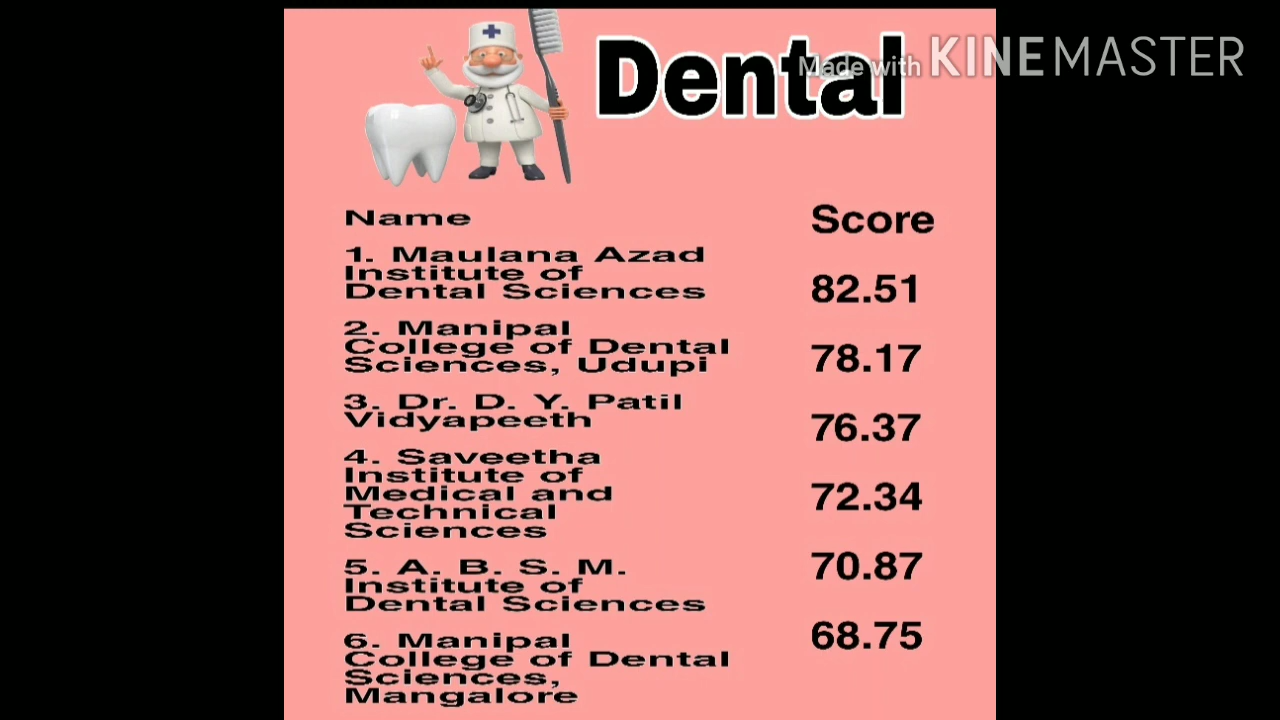 Dental
Made with KINEMASTER
Name
1. Maulana Azad
Institute of
Dental Sciences
2. Manipal
College of Dental
Sciences, Udupi
3. Dr. D. Y. Patil
Vidyapeeth
4. Saveetha
Institute of
Medical and
Technical
Sciences
5. A. B. S. M.
Institute of
Dental Sciences
6. Manipal
College of Dental
Sciences,
Mangalore
Score
82.51
78.17
76.37
72.34
70.87
68.75